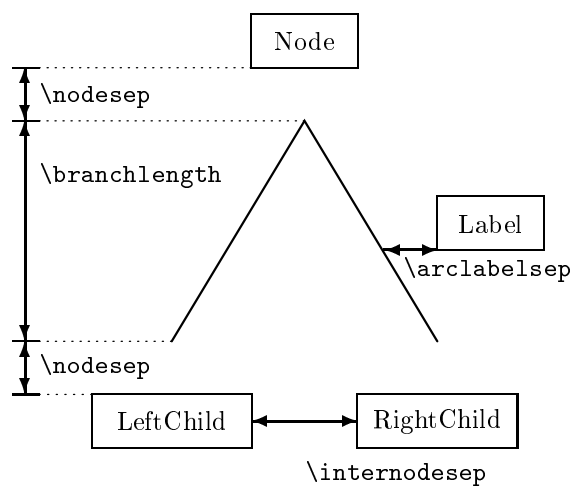 Node
\nodesep
\branchlength
Label
\arclabelsep
\nodesep
LeftChild
RightChild
\internodesep